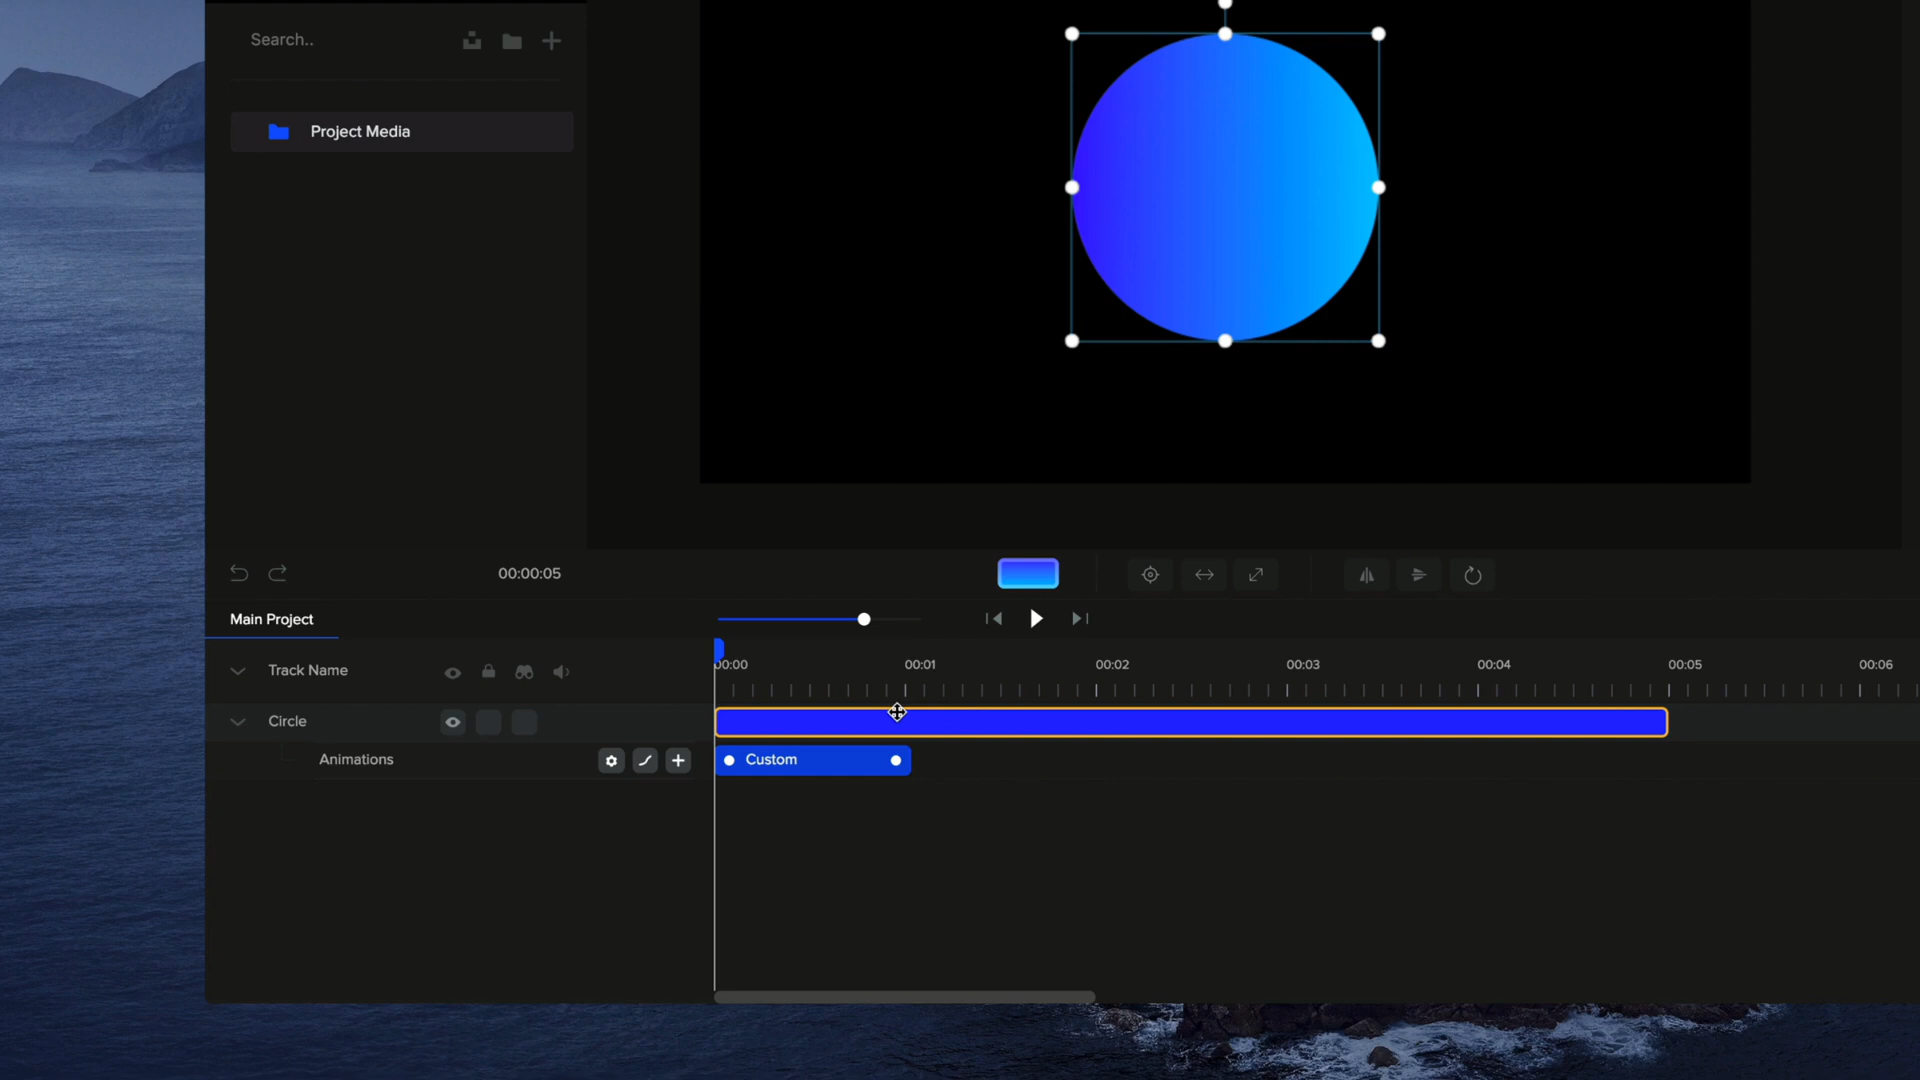 Search..
Project Media
00:00:05
Main Project
Track Name
00:00 00:01 00:02 00:03 00:04 00:05 00:06
Circle
Animations
Custom